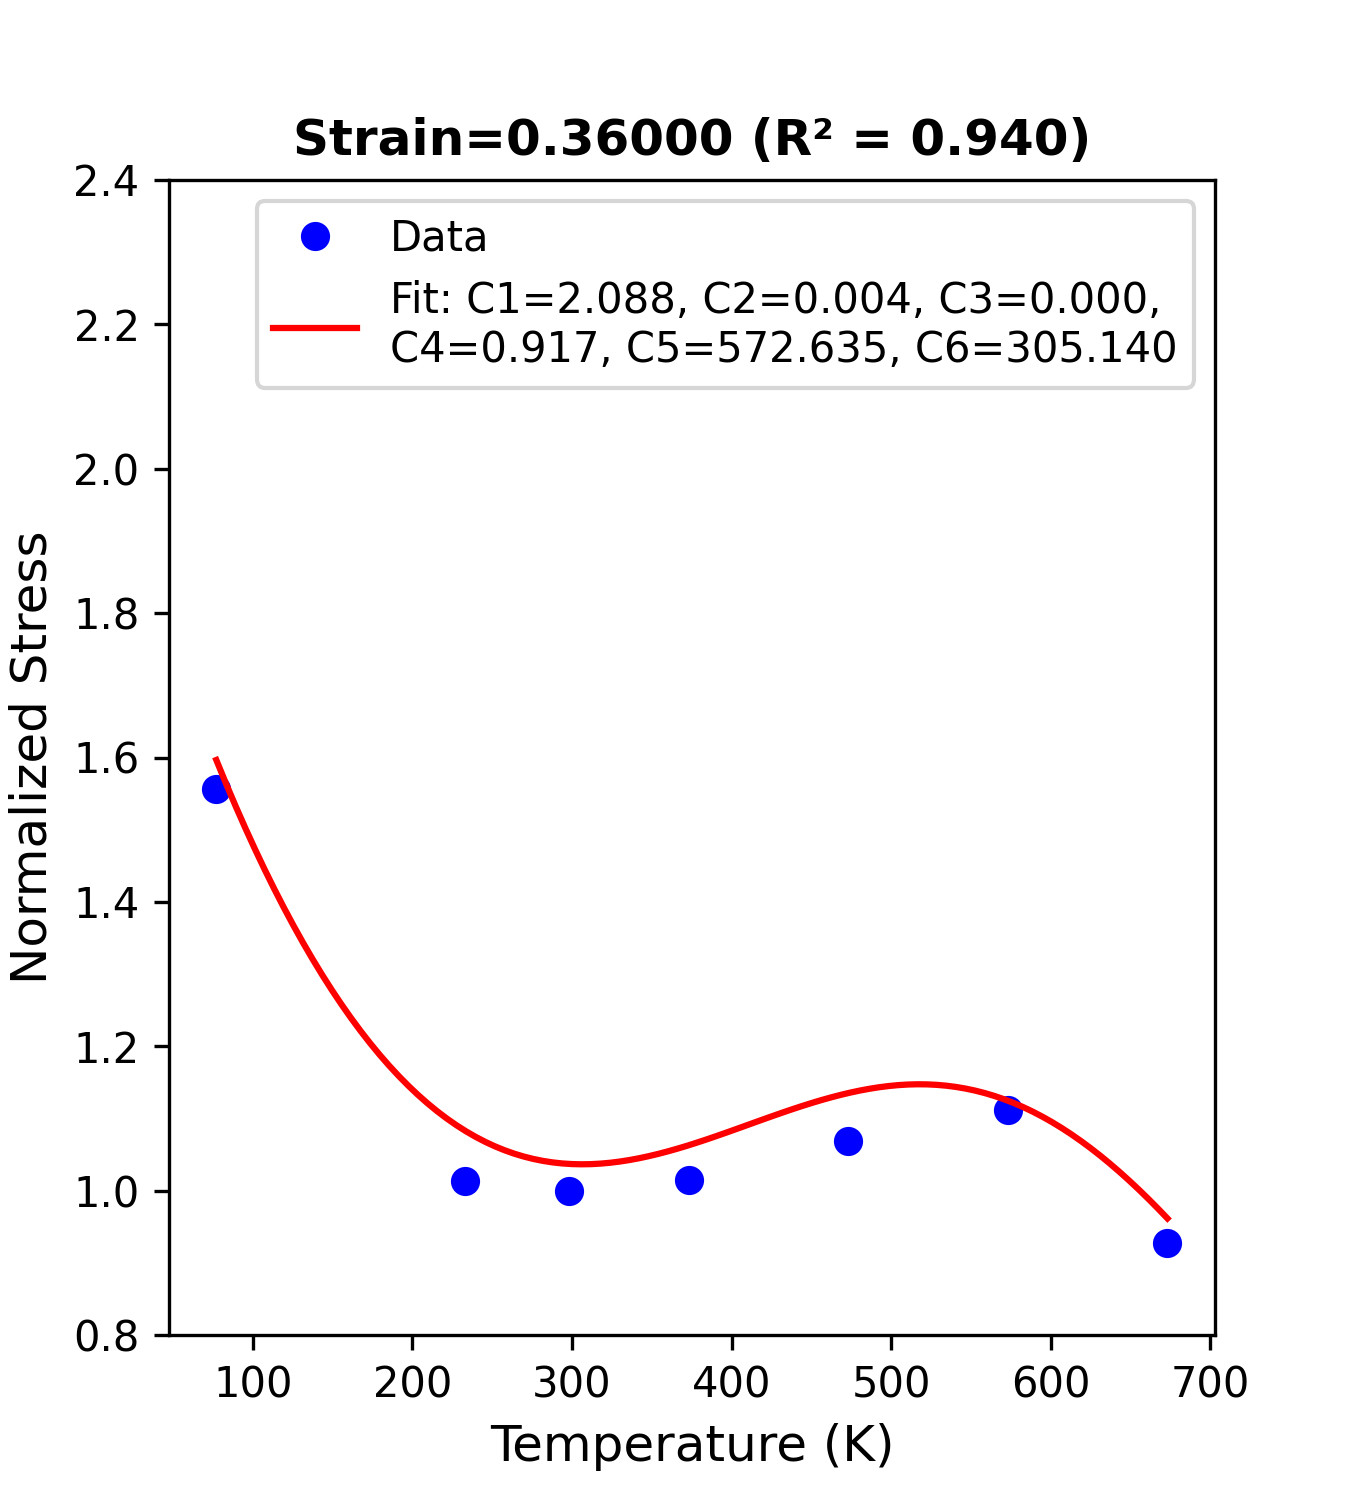 Strain=0.36000 (R² = 0.940)
Data
Fit: C1=2.088, C2=0.004, C3=0.000,
C4=0.917, C5=572.635, C6=305.140
2.4
2.2
2.0
1.8
1.6
1.4
1.2
1.0
0.8
Normalized Stress
100 200 300 400 500 600 700
Temperature (K)